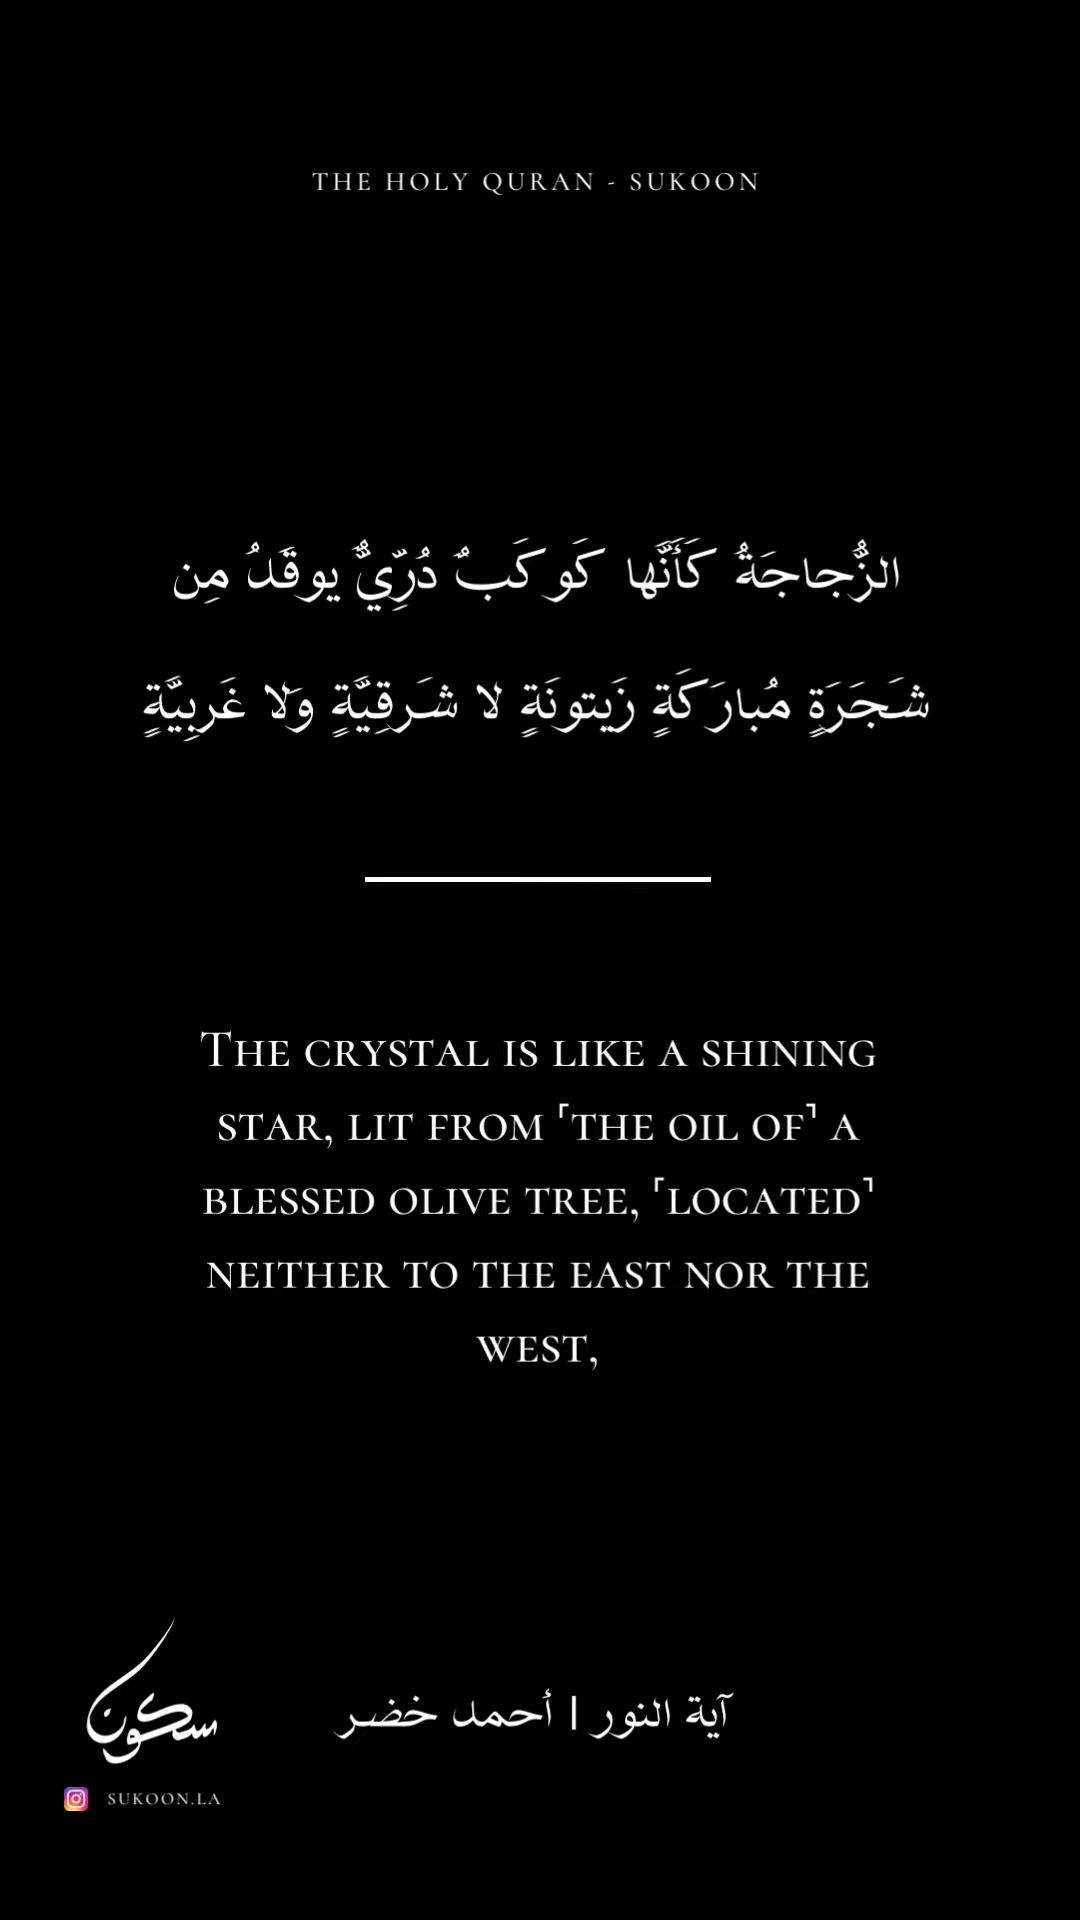 THE HOLY QURAN - SUKOON
الزُّجاجَةُ كَأَنَّها كَوكَبٌ دُرِّيٌّ يوقَدُ مِن
شَجَرَةٍ مُبارَكَةٍ زَيتونَةٍ لا شَرقِيَّةٍ وَلا غَربِيَّةٍ
The crystal is like a shining
star, lit from ˹the oil of˺ a
blessed olive tree, ˹located˺
neither to the east nor the
west,
سكون
آية النور | أحمد خضر
SUKOON.LA